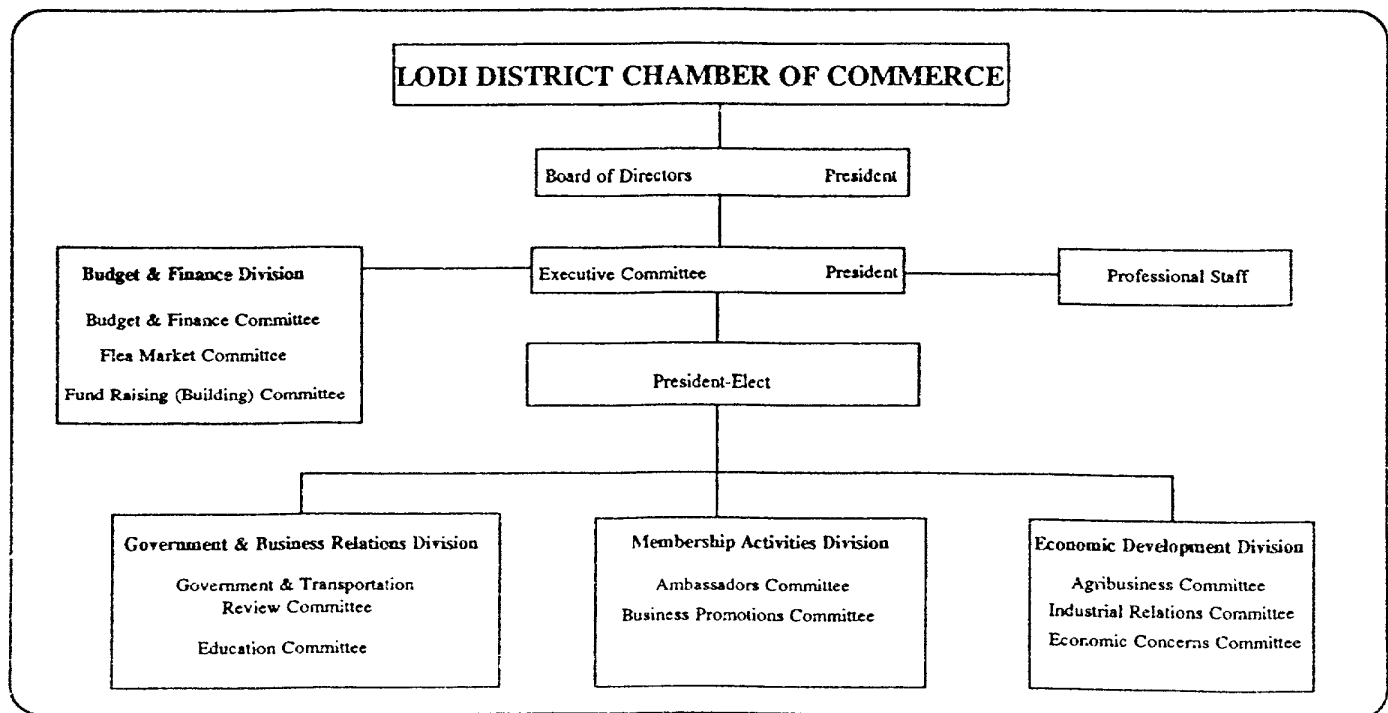 LODI DISTRICT CHAMBER OF COMMERCE
Board of Directors President
Executive Committee President
Professional Staff
Budget & Finance Division
Budget & Finance Committee
Flea Market Committee
Fund Raising (Building) Committee
President-Elect
Government & Business Relations Division
Government & Transportation
Review Committee
Education Committee
Membership Activities Division
Ambassadors Committee
Business Promotions Committee
Economic Development Division
Agribusiness Committee
Industrial Relations Committee
Economic Concerns Committee